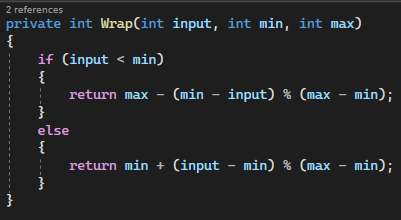 2 references
private int Wrap(int input, int min, int max)
{
    if (input < min)
    {
        return max - (min - input) % (max - min);
    }
    else
    {
        return min + (input - min) % (max - min);
    }
}